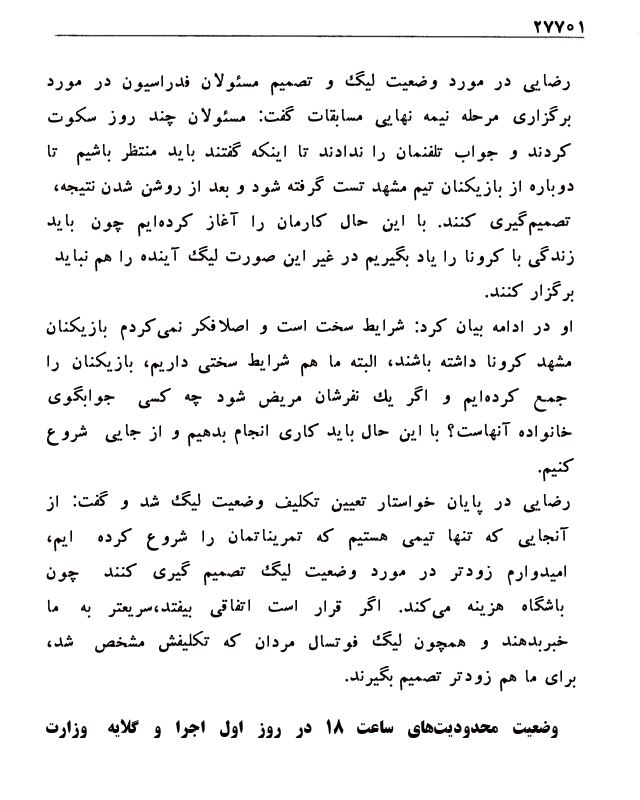 ۲۷۷۰۱
رضایی در مورد وضعیت لیگ و تصمیم مسئولان فدراسیون در مورد
برگزاری مرحله نیمه نهایی مسابقات گفت: مسئولان چند روز سکوت
کردند و جواب تلفنمان را ندادند تا اینکه گفتند باید منتظر باشیم تا
دوباره از بازیکنان تیم مشهد تست گرفته شود و بعد از روشن شدن نتیجه،
تصمیم‌گیری کنند. با این حال کارمان را آغاز کرده‌ایم چون باید
زندگی با کرونا را یاد بگیریم در غیر این صورت لیگ آینده را هم نباید
برگزار کنند.
او در ادامه بیان کرد: شرایط سخت است و اصلافکر نمی‌کردم بازیکنان
مشهد کرونا داشته باشند، البته ما هم شرایط سختی داریم، بازیکنان را
جمع کرده‌ایم و اگر یك نفرشان مریض شود چه کسی جوابگوی
خانواده آنهاست؟ با این حال باید کاری انجام بدهیم و از جایی شروع
کنیم.
رضایی در پایان خواستار تعیین تکلیف وضعیت لیگ شد و گفت: از
آنجایی که تنها تیمی هستیم که تمریناتمان را شروع کرده ایم،
امیدوارم زودتر در مورد وضعیت لیگ تصمیم گیری کنند چون
باشگاه هزینه می‌کند. اگر قرار است اتفاقی بیفتد،سریعتر به ما
خبربدهند و همچون لیگ فوتسال مردان که تکلیفش مشخص شد،
برای ما هم زودتر تصمیم بگیرند.
وضعیت محدودیت‌های ساعت ۱۸ در روز اول اجرا و گلایه وزارت